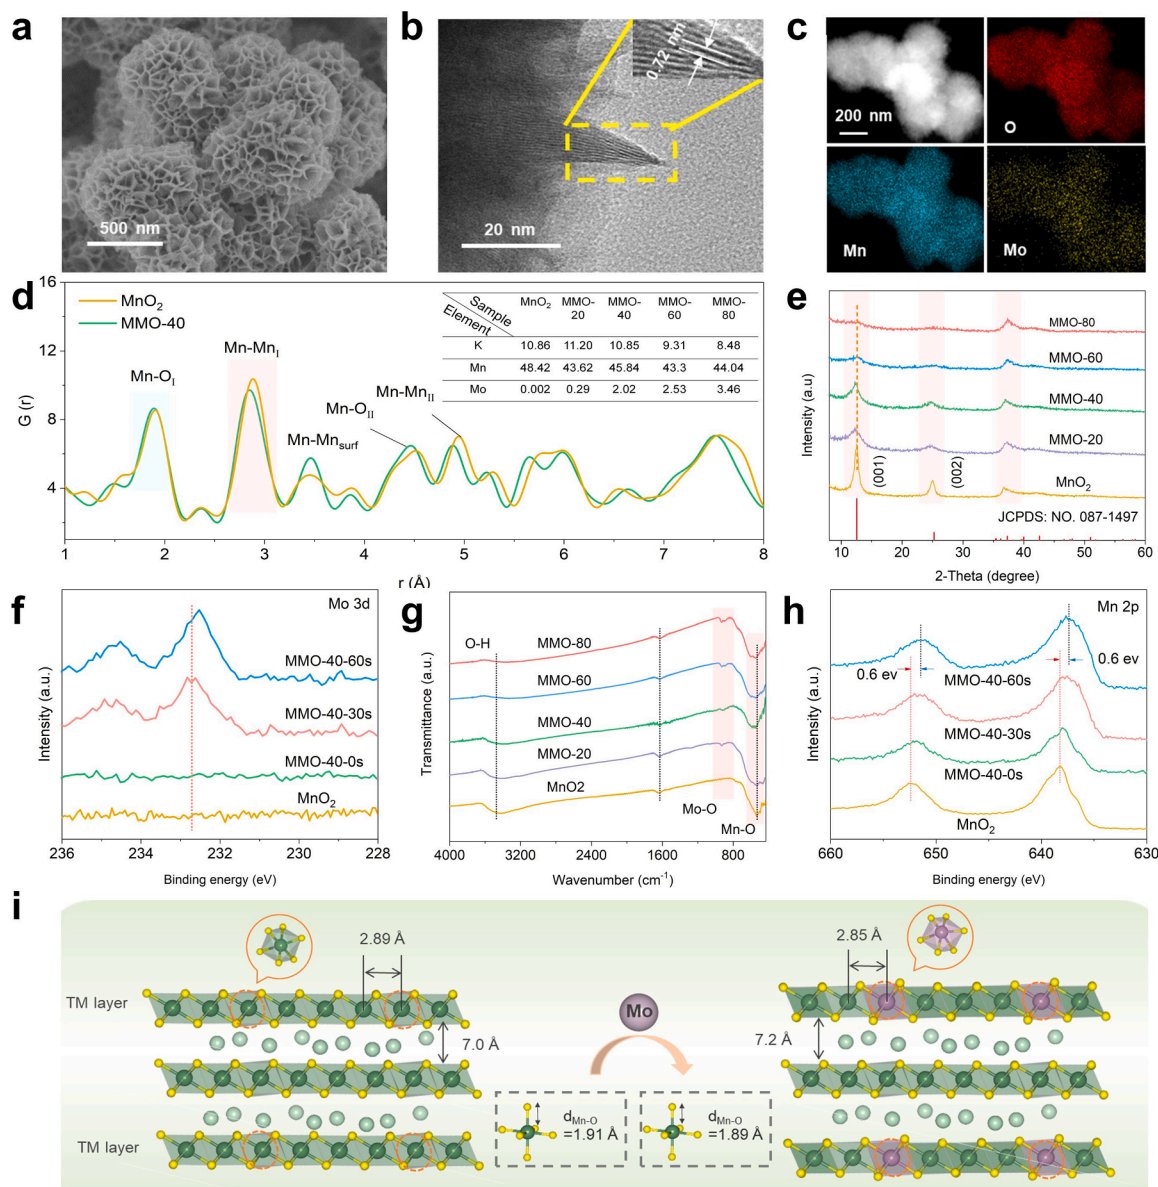 a
500 nm
b
0.72 nm
20 nm
c
200 nm
O
Mn
Mo
d
16
12
8
4
G (r)
MnO2
MMO-40
Mn-OI
Mn-MnI
Mn-Mnsurf
Mn-OII
Mn-MnII
Sample
Element
MnO2 MMO-20 MMO-40 MMO-60 MMO-80
K 10.86 11.20 10.85 9.31 8.48
Mn 48.42 43.62 45.84 43.3 44.04
Mo 0.002 0.29 2.02 2.53 3.46
1 2 3 4 5 6 7 8
r (Å)
e
Intensity (a.u)
MMO-80
MMO-60
MMO-40
MMO-20
(001)
(002)
MnO2
JCPDS: NO. 087-1497
10 20 30 40 50 60
2-Theta (degree)
f
Mo 3d
Intensity (a.u.)
MMO-40-60s
MMO-40-30s
MMO-40-0s
MnO2
236 234 232 230 228
Binding energy (eV)
g
O-H
Transmittance (a.u.)
MMO-80
MMO-60
MMO-40
MMO-20
MnO2
Mo-O
Mn-O
4000 3200 2400 1600 800
Wavenumber (cm-1)
h
Mn 2p
Intensity (a.u.)
0.6 ev
0.6 ev
MMO-40-60s
MMO-40-30s
MMO-40-0s
MnO2
660 650 640 630
Binding energy (eV)
i
2.89 Å
TM layer
7.0 Å
TM layer
Mo
dMn-O
=1.91 Å
dMn-O
=1.89 Å
2.85 Å
7.2 Å